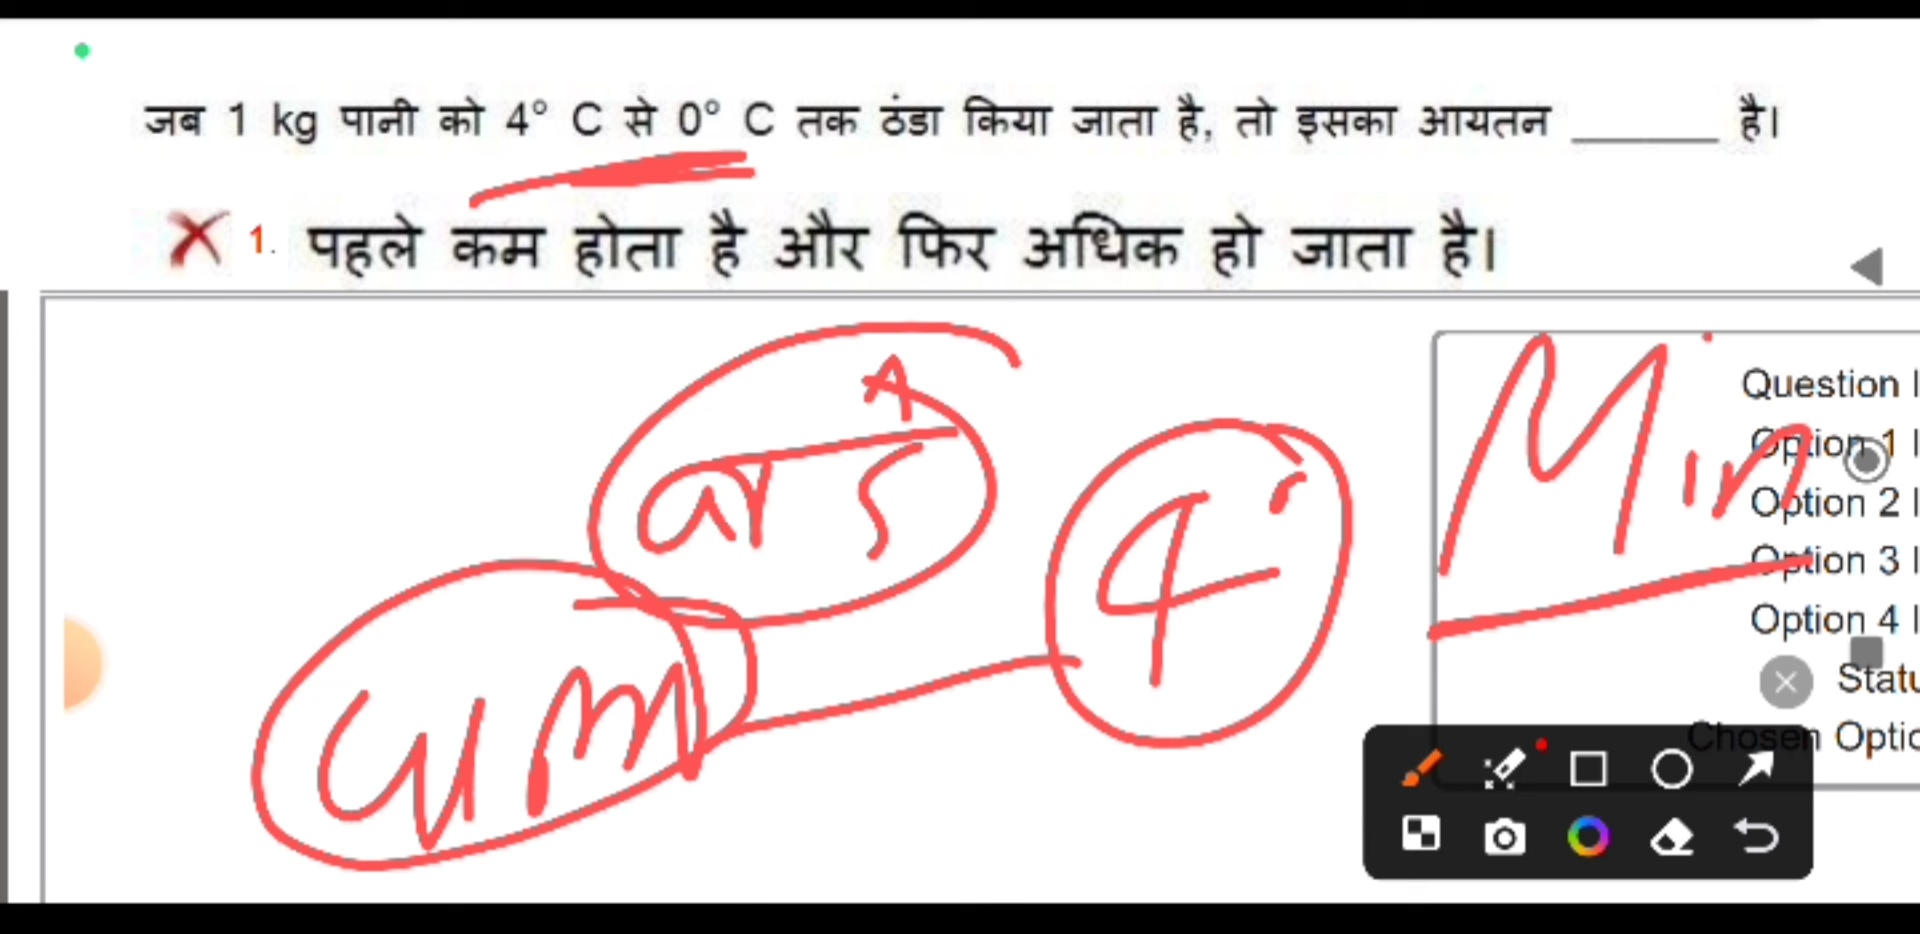 जब 1 kg पानी को 4° C से 0° C तक ठंडा किया जाता है, तो इसका आयतन _______ है।
1. पहले कम होता है और फिर अधिक हो जाता है।
Min
Question I
Option 1 I
Option 2 I
Option 3 I
Option 4 I
Statu
Chosen Optio
4°